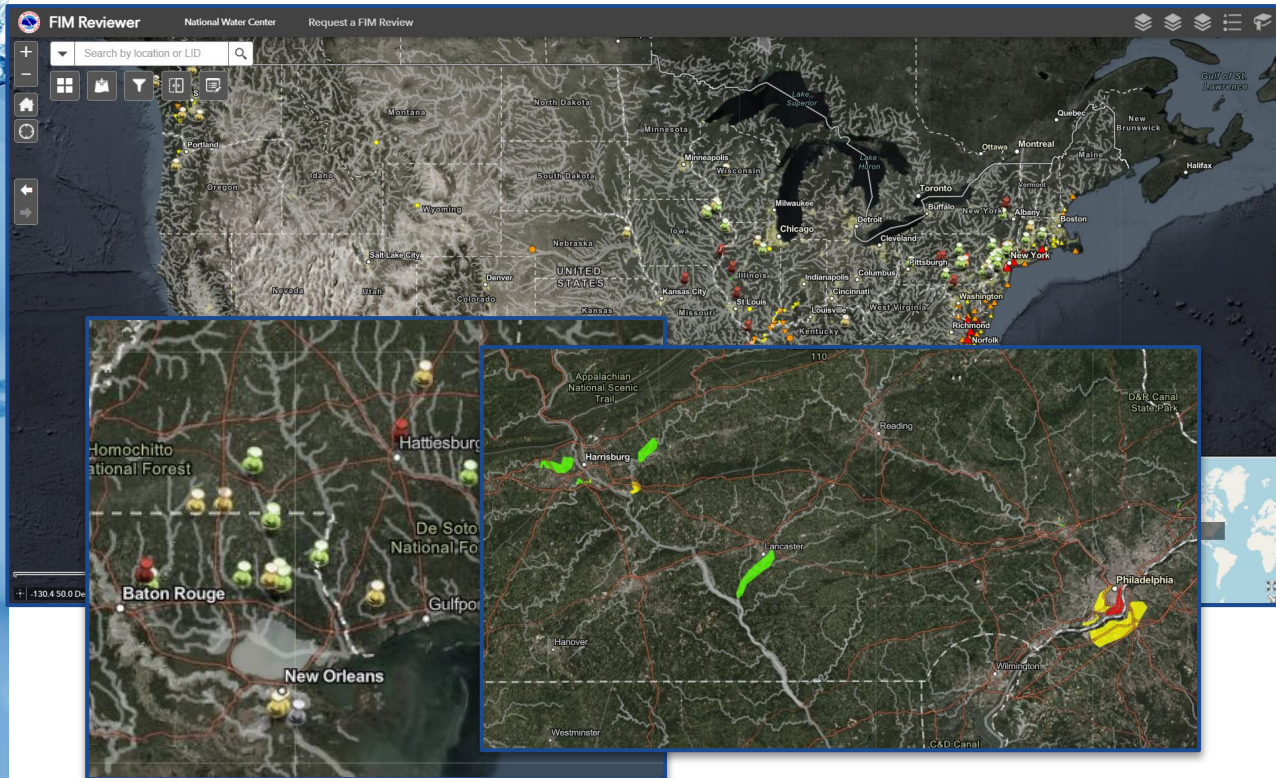 FIM Reviewer
National Water Center
Request a FIM Review
Search by location or LID
Gulf of St.
Lawrence
Lake
Superior
Quebec
New
Brunswick
North Dakota
Montana
Minnesota
Ottawa
Montreal
Maine
Portland
Minneapolis
Wisconsin
Lake
Huron
Halifax
Idaho
South Dakota
Vermont
Oregon
Toronto
Wyoming
Milwaukee
Buffalo
New York
Albany
Boston
Detroit
Iowa
Chicago
Cleveland
Nebraska
Pittsburgh
New York
Salt Lake City
UNITED
STATES
Illinois
Indianapolis
Columbus
Denver
Kansas City
Cincinnati
Washington
Nevada
Utah
Colorado
St Louis
West Virginia
Kansas
Missouri
Louisville
Kentucky
Richmond
Norfolk
-130.4 50.0 De
Homochitto
ational Forest
Hattiesburg
De Soto
National Fo
Baton Rouge
Gulfpo
New Orleans
110
Appalachian
National Scenic
Trail
D&R Canal
State Park
Reading
Harrisburg
Lancaster
Philadelphia
Hanover
Wilmington
Westminster
C&D Canal